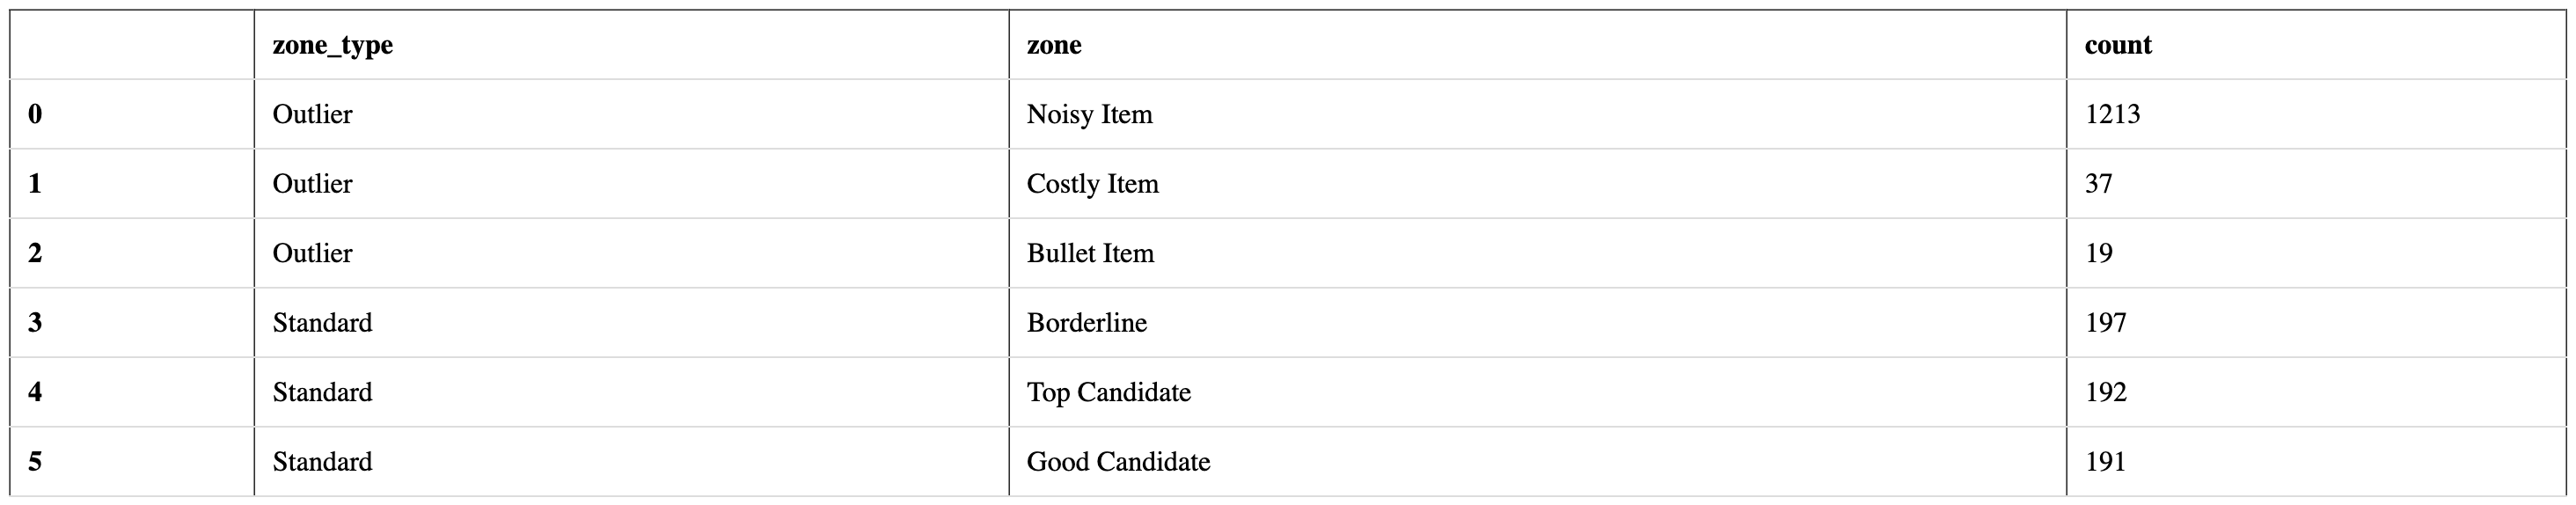 zone_type zone count
0 Outlier Noisy Item 1213
1 Outlier Costly Item 37
2 Outlier Bullet Item 19
3 Standard Borderline 197
4 Standard Top Candidate 192
5 Standard Good Candidate 191